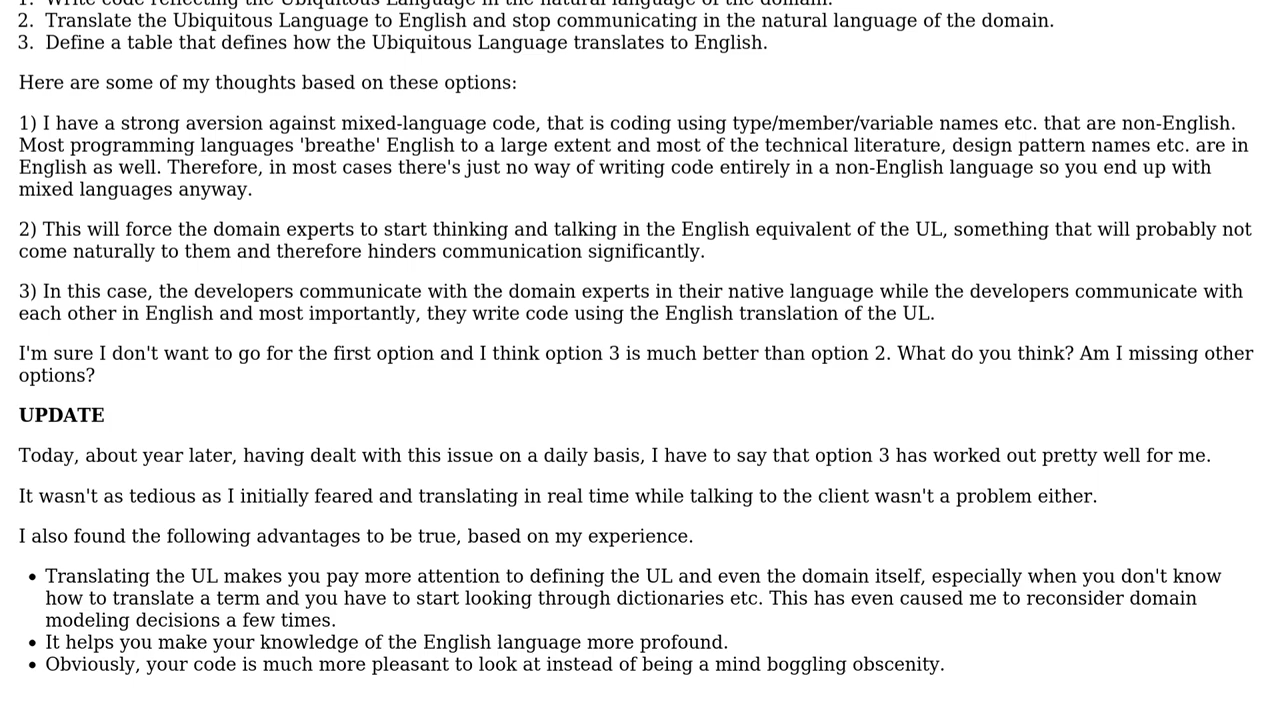 1. Write code reflecting the Ubiquitous Language in the natural language of the domain.
2. Translate the Ubiquitous Language to English and stop communicating in the natural language of the domain.
3. Define a table that defines how the Ubiquitous Language translates to English.
Here are some of my thoughts based on these options:
1) I have a strong aversion against mixed-language code, that is coding using type/member/variable names etc. that are non-English.
Most programming languages 'breathe' English to a large extent and most of the technical literature, design pattern names etc. are in
English as well. Therefore, in most cases there's just no way of writing code entirely in a non-English language so you end up with
mixed languages anyway.
2) This will force the domain experts to start thinking and talking in the English equivalent of the UL, something that will probably not
come naturally to them and therefore hinders communication significantly.
3) In this case, the developers communicate with the domain experts in their native language while the developers communicate with
each other in English and most importantly, they write code using the English translation of the UL.
I'm sure I don't want to go for the first option and I think option 3 is much better than option 2. What do you think? Am I missing other
options?
UPDATE
Today, about year later, having dealt with this issue on a daily basis, I have to say that option 3 has worked out pretty well for me.
It wasn't as tedious as I initially feared and translating in real time while talking to the client wasn't a problem either.
I also found the following advantages to be true, based on my experience.
• Translating the UL makes you pay more attention to defining the UL and even the domain itself, especially when you don't know
how to translate a term and you have to start looking through dictionaries etc. This has even caused me to reconsider domain
modeling decisions a few times.
• It helps you make your knowledge of the English language more profound.
• Obviously, your code is much more pleasant to look at instead of being a mind boggling obscenity.